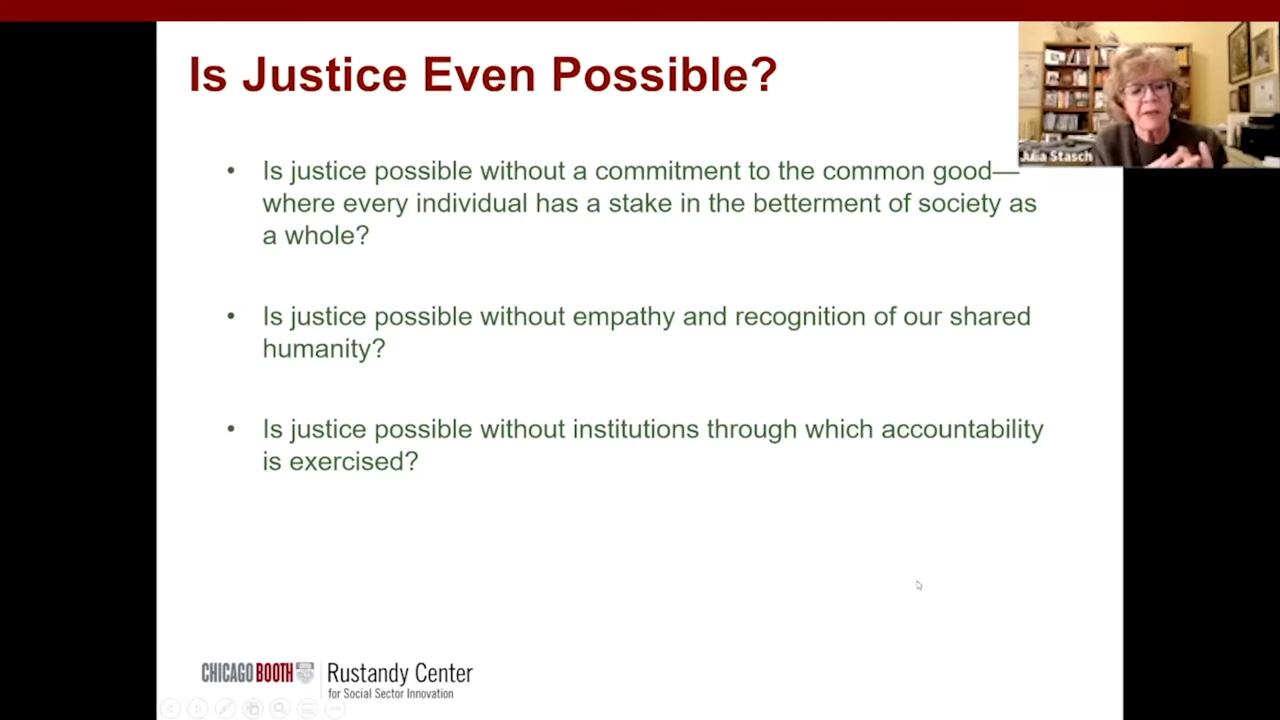 Is Justice Even Possible?
Julia Stasch
• Is justice possible without a commitment to the common good—
where every individual has a stake in the betterment of society as
a whole?
• Is justice possible without empathy and recognition of our shared
humanity?
• Is justice possible without institutions through which accountability
is exercised?
CHICAGO BOOTH
Rustandy Center
for Social Sector Innovation